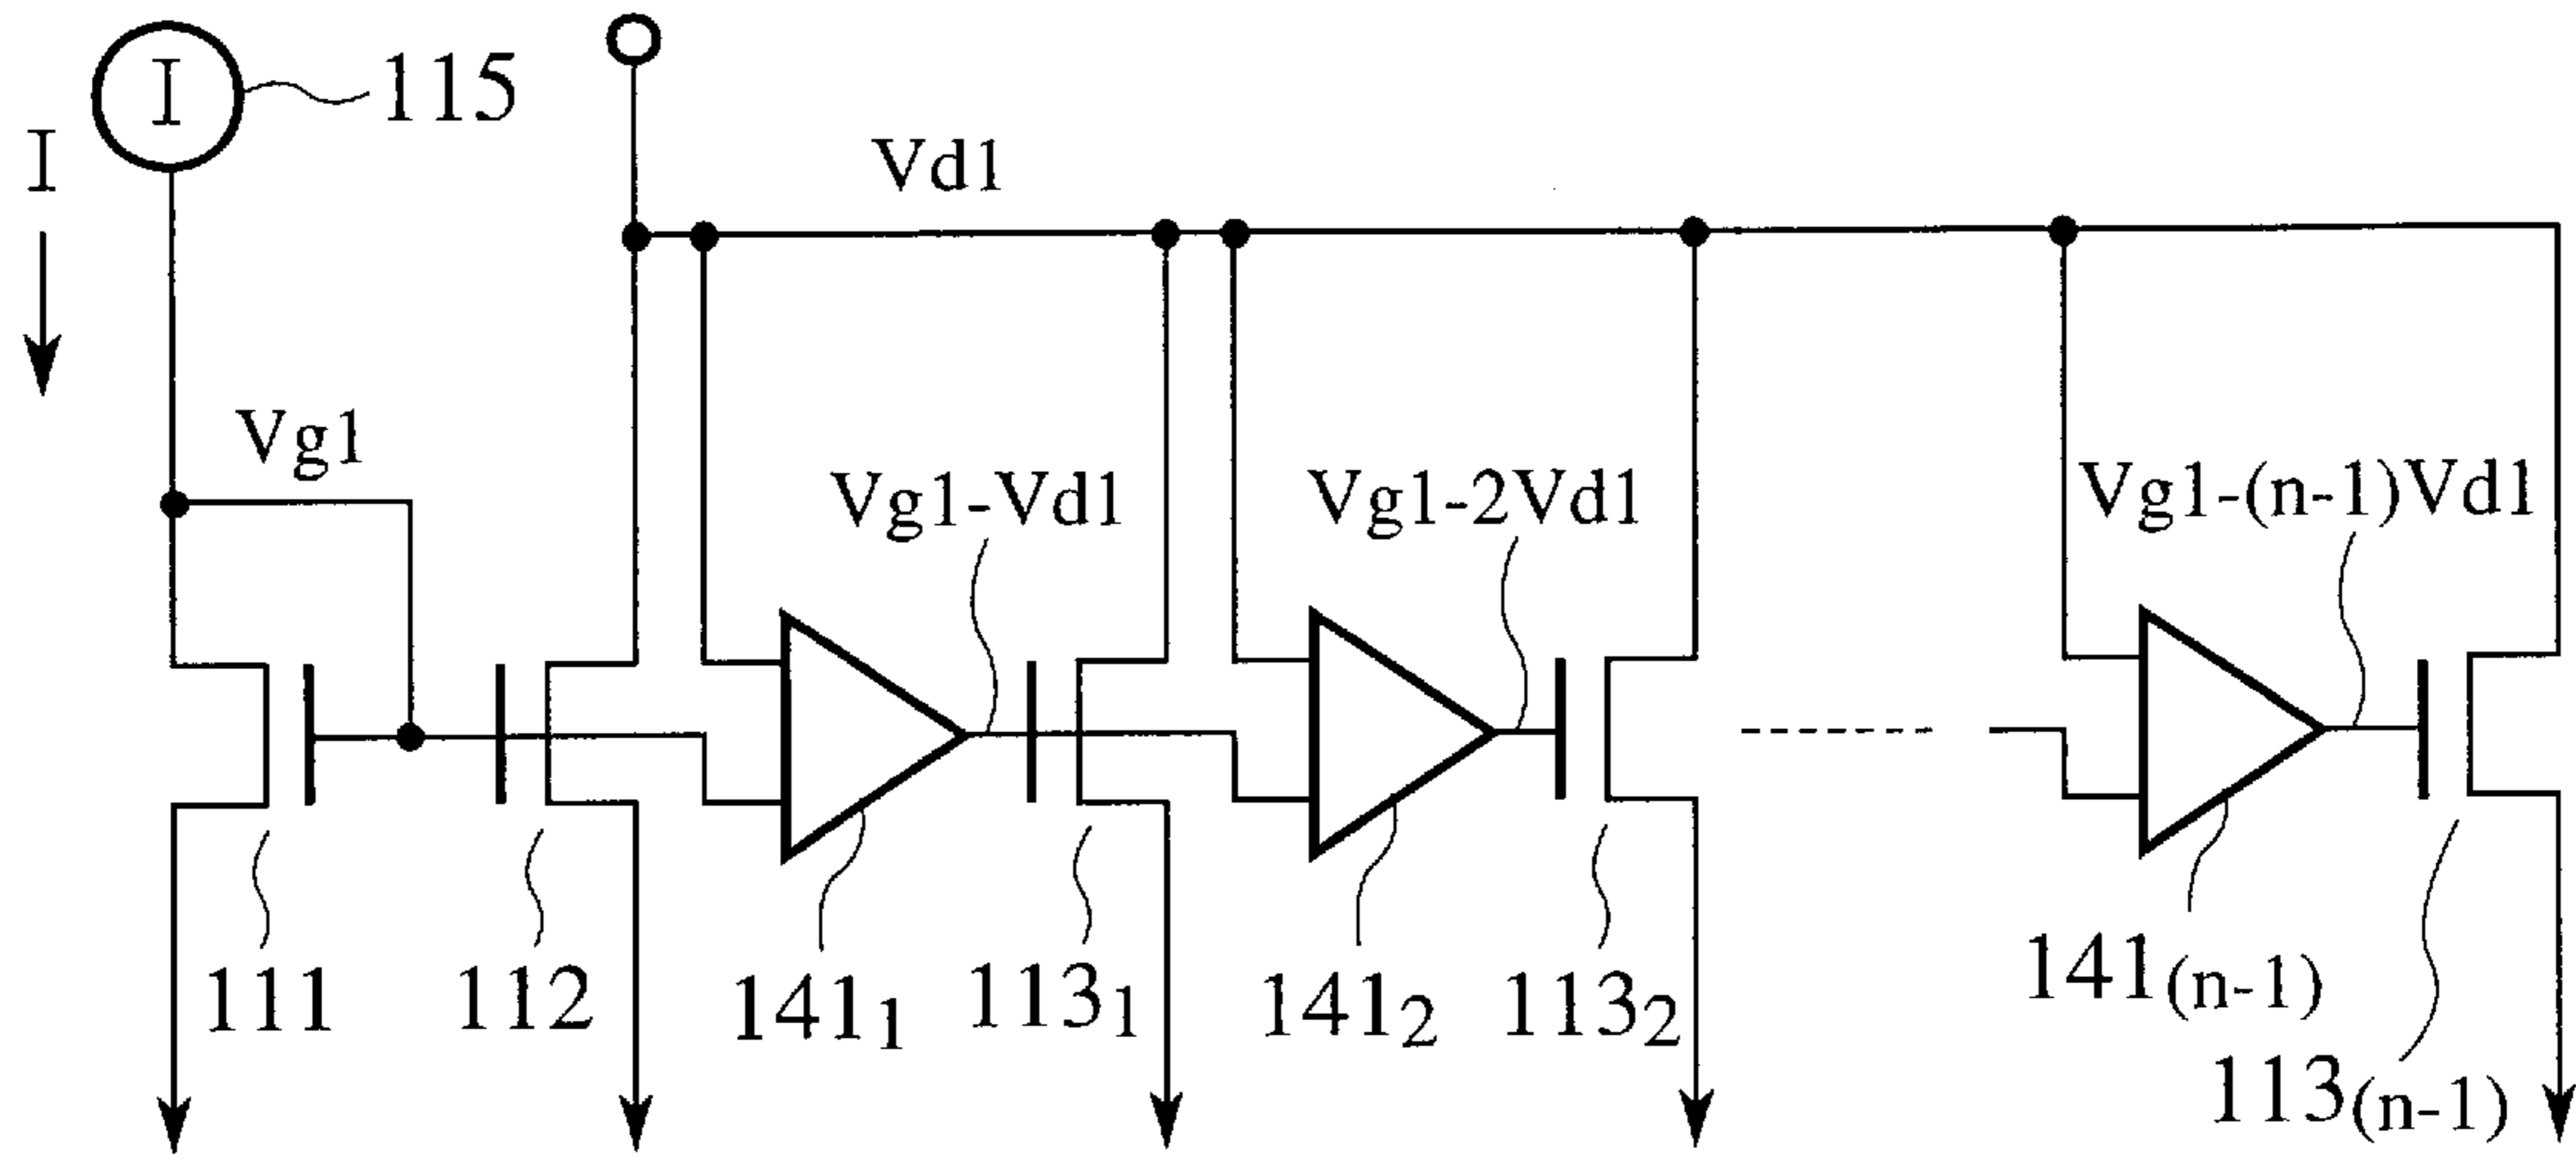 I
115
I
Vd1
Vg1
Vg1-Vd1
Vg1-2Vd1
Vg1-(n-1)Vd1
111
112
141₁
113₁
141₂
113₂
141₍ₙ₋₁₎
113₍ₙ₋₁₎